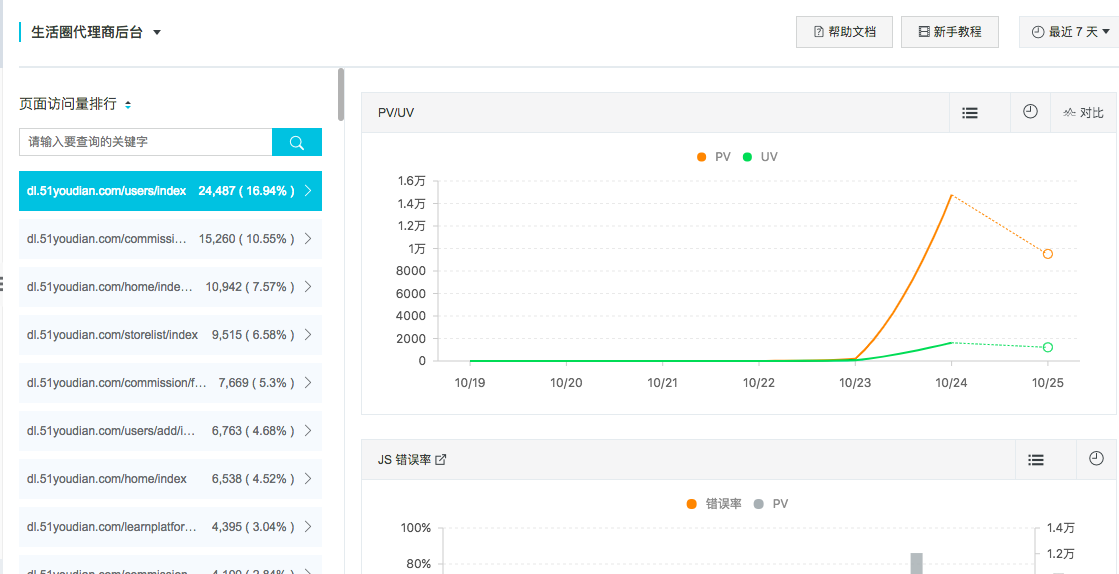 生活圈代理商后台
帮助文档
新手教程
最近 7 天
页面访问量排行
请输入要查询的关键字
dl.51youdian.com/users/index 24,487 ( 16.94% )
dl.51youdian.com/commissi... 15,260 ( 10.55% )
dl.51youdian.com/home/inde... 10,942 ( 7.57% )
dl.51youdian.com/storelist/index 9,515 ( 6.58% )
dl.51youdian.com/commission/f... 7,669 ( 5.3% )
dl.51youdian.com/users/add/i... 6,763 ( 4.68% )
dl.51youdian.com/home/index 6,538 ( 4.52% )
dl.51youdian.com/learnplatfor... 4,395 ( 3.04% )
PV/UV
对比
PV UV
1.6万
1.4万
1.2万
1万
8000
6000
4000
2000
0
10/19 10/20 10/21 10/22 10/23 10/24 10/25
JS 错误率
错误率 PV
100% 1.4万
1.2万
80%